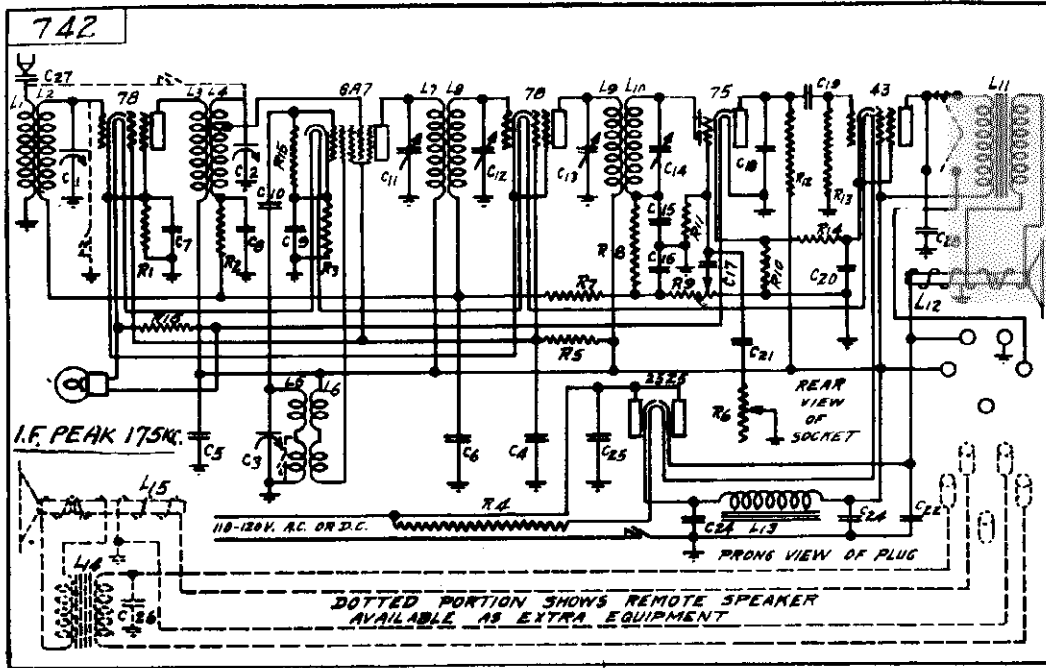 742
C27
L1 L2
78
L3 L4
6A7
L7 L8
78
L9 L10
75
C19
43
L11
C1
C2
R15
C10
C11
C12
C13
C14
C18
R12
R13
C7
R1
R2
C8
C9
R3
R8
C15
R11
C16
C17
R10
R14
C20
C28
R7
R9
L12
R5
C21
25Z5
REAR
VIEW
OF
SOCKET
R6
L5 L6
I.F. PEAK 175KC.
C5
C3
C6
C4
C25
L15
R4
110-120V. A.C. OR D.C.
C24
L13
C24
C22
PRONG VIEW OF PLUG
L14
C26
DOTTED PORTION SHOWS REMOTE SPEAKER
AVAILABLE AS EXTRA EQUIPMENT